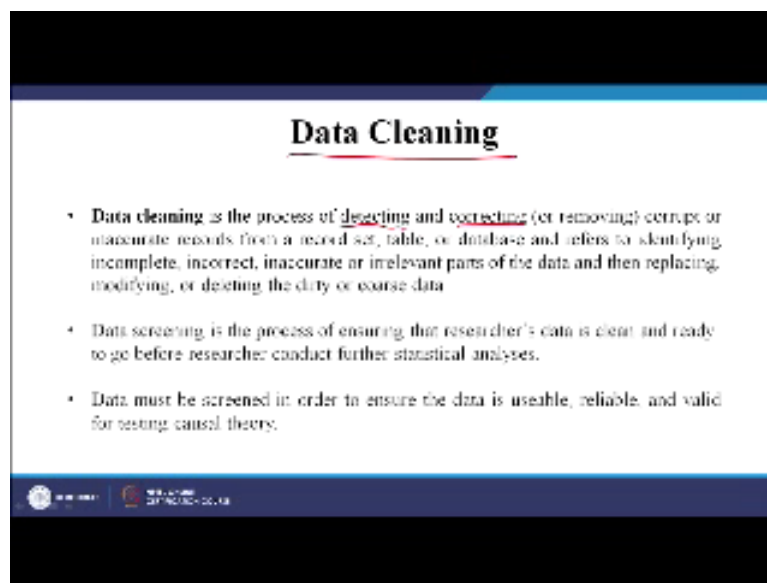 Data Cleaning
• Data cleaning is the process of detecting and correcting (or removing) corrupt or
inaccurate records from a record set, table, or database and refers to identifying
incomplete, incorrect, inaccurate or irrelevant parts of the data and then replacing,
modifying, or deleting the dirty or coarse data
• Data screening is the process of ensuring that researcher's data is clean and ready
to go before researcher conduct further statistical analyses.
• Data must be screened in order to ensure the data is useable, reliable, and valid
for testing causal theory.
CERTIFICATION COURSE